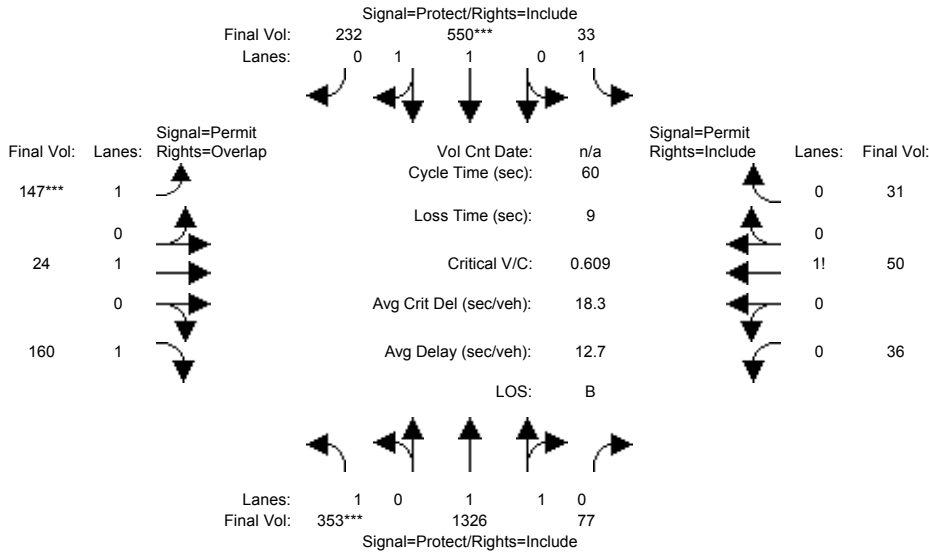 Signal=Protect/Rights=Include
Final Vol: 232 550*** 33
Lanes: 0 1 1 0 1
Signal=Permit
Final Vol: Lanes: Rights=Overlap
Vol Cnt Date: n/a
Signal=Permit
Rights=Include Lanes: Final Vol:
Cycle Time (sec): 60
147*** 1
0 31
Loss Time (sec): 9
0
0
24 1
Critical V/C: 0.609
1! 50
0
Avg Crit Del (sec/veh): 18.3
0
160 1
Avg Delay (sec/veh): 12.7
0 36
LOS: B
Lanes: 1 0 1 1 0
Final Vol: 353*** 1326 77
Signal=Protect/Rights=Include